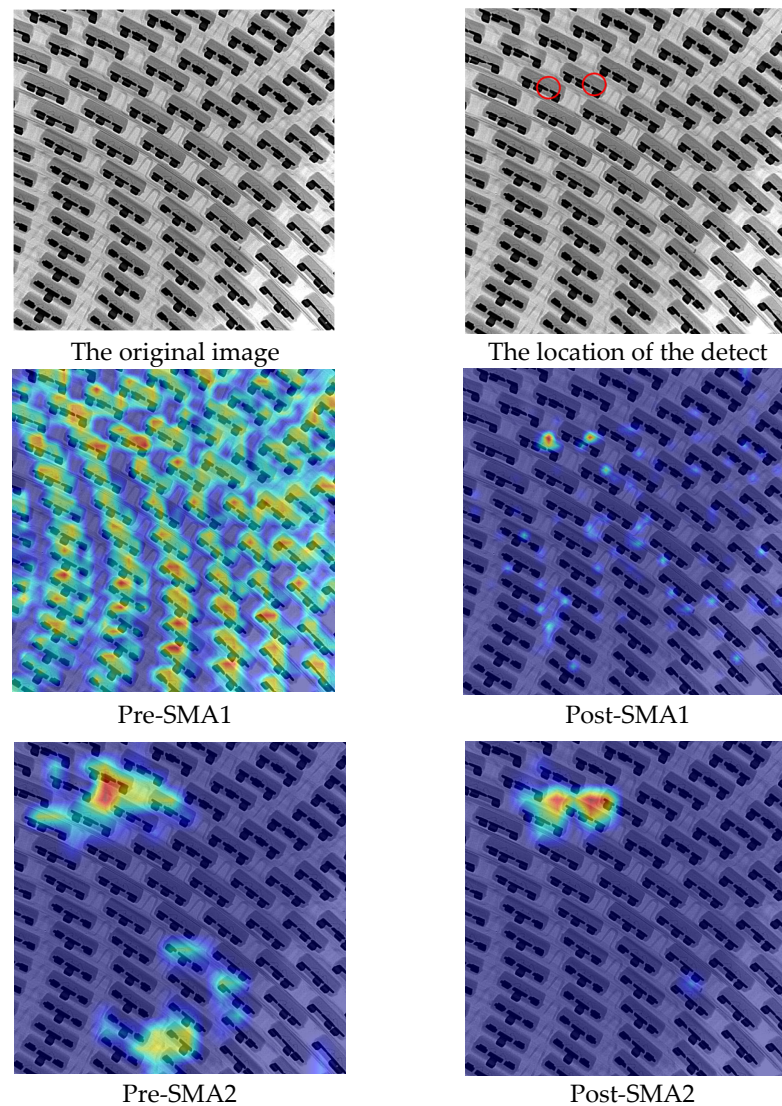 The original image
The location of the detect
Pre-SMA1
Post-SMA1
Pre-SMA2
Post-SMA2